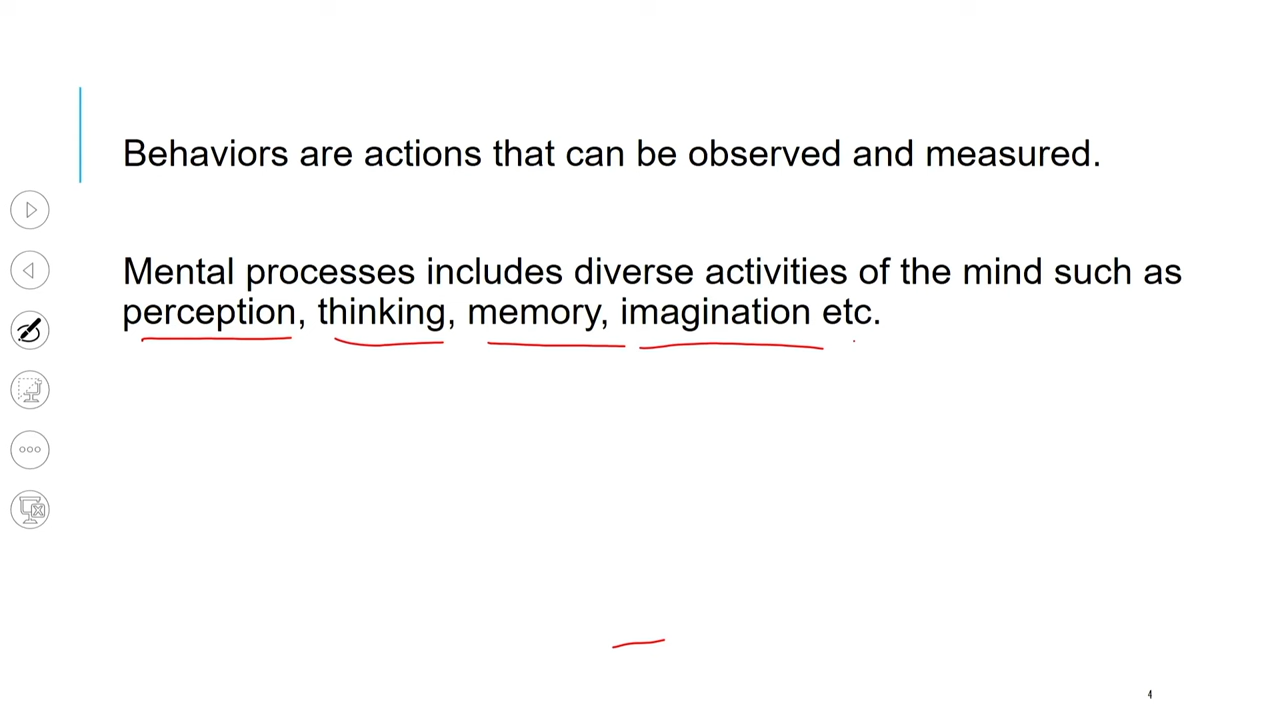 Behaviors are actions that can be observed and measured.
Mental processes includes diverse activities of the mind such as
perception, thinking, memory, imagination etc.
4